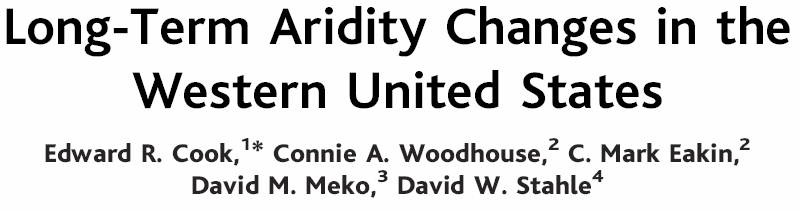 Long-Term Aridity Changes in the
Western United States
Edward R. Cook,¹* Connie A. Woodhouse,² C. Mark Eakin,²
David M. Meko,³ David W. Stahle⁴